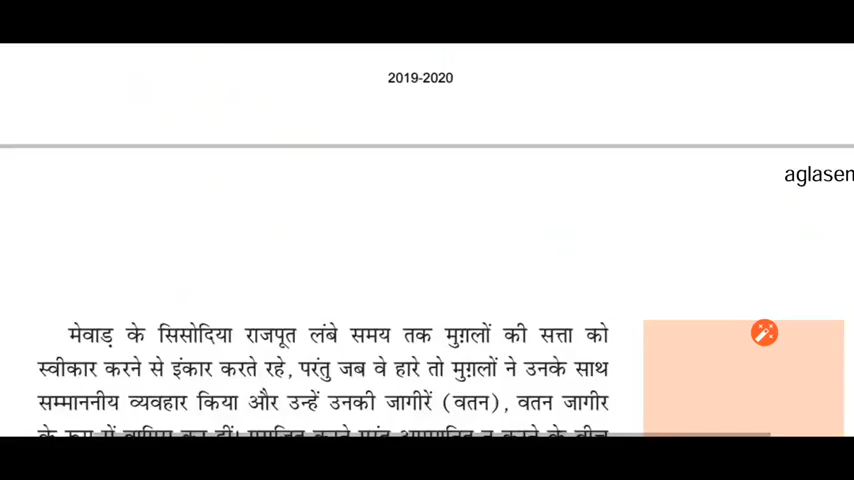 2019-2020
aglasem
मेवाड़ के सिसोदिया राजपूत लंबे समय तक मुग़लों की सत्ता को
स्वीकार करने से इंकार करते रहे, परंतु जब वे हारे तो मुग़लों ने उनके साथ
सम्माननीय व्यवहार किया और उन्हें उनकी जागीरें (वतन), वतन जागीर